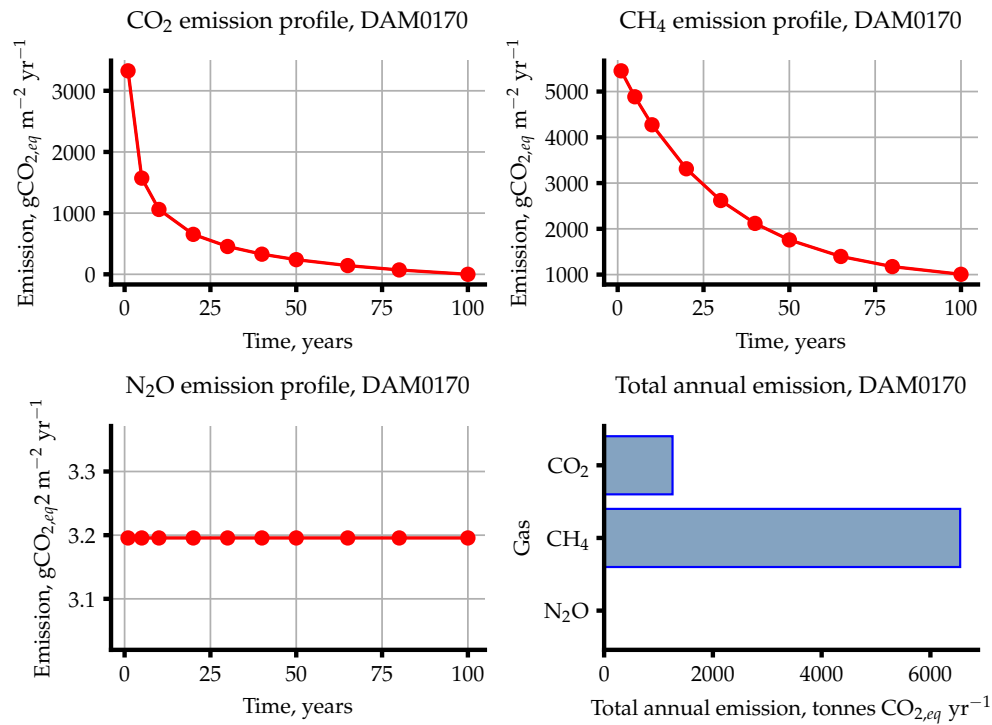 CO₂ emission profile, DAM0170
Emission, gCO₂,eq m⁻² yr⁻¹
3000
2000
1000
0
0 25 50 75 100
Time, years
CH₄ emission profile, DAM0170
Emission, gCO₂,eq m⁻² yr⁻¹
5000
4000
3000
2000
1000
0 25 50 75 100
Time, years
N₂O emission profile, DAM0170
Emission, gCO₂,eq2 m⁻² yr⁻¹
3.3
3.2
3.1
0 25 50 75 100
Time, years
Total annual emission, DAM0170
Gas
CO₂
CH₄
N₂O
0 2000 4000 6000
Total annual emission, tonnes CO₂,eq yr⁻¹